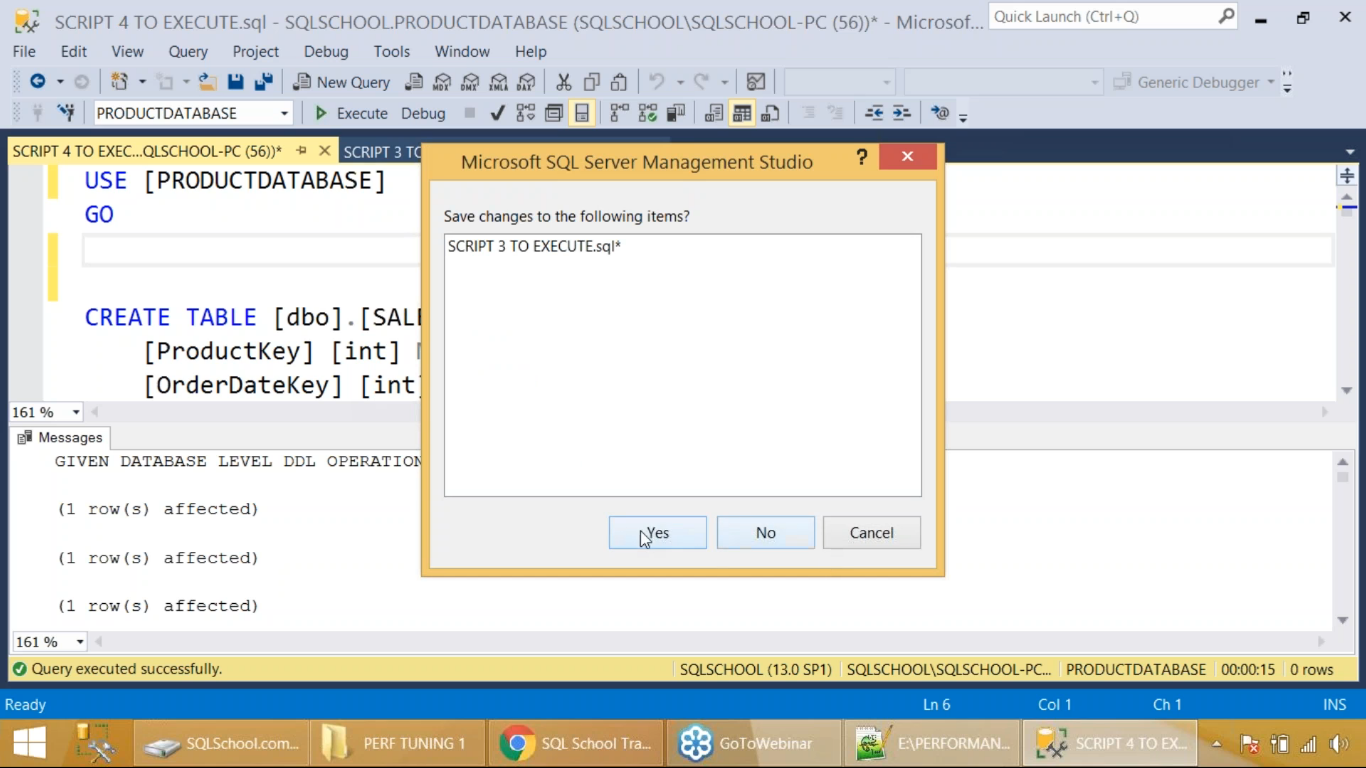 SCRIPT 4 TO EXECUTE.sql - SQLSCHOOL.PRODUCTDATABASE (SQLSCHOOL\SQLSCHOOL-PC (56))* - Microsof...
Quick Launch (Ctrl+Q)
File Edit View Query Project Debug Tools Window Help
New Query MDX DMX XMLA DAX Generic Debugger
PRODUCTDATABASE Execute Debug
SCRIPT 4 TO EXEC...QLSCHOOL-PC (56))* SCRIPT 3 TO
USE [PRODUCTDATABASE]
GO
CREATE TABLE [dbo].[SALE
[ProductKey] [int]
[OrderDateKey] [int]
161 %
Microsoft SQL Server Management Studio ?
Save changes to the following items?
SCRIPT 3 TO EXECUTE.sql*
Yes No Cancel
Messages
GIVEN DATABASE LEVEL DDL OPERATION
(1 row(s) affected)
(1 row(s) affected)
(1 row(s) affected)
161 %
Query executed successfully. SQLSCHOOL (13.0 SP1) SQLSCHOOL\SQLSCHOOL-PC... PRODUCTDATABASE 00:00:15 0 rows
Ready Ln 6 Col 1 Ch 1 INS
SQLSchool.com... PERF TUNING 1 SQL School Tra... GoToWebinar E:\PERFORMAN... SCRIPT 4 TO EX...